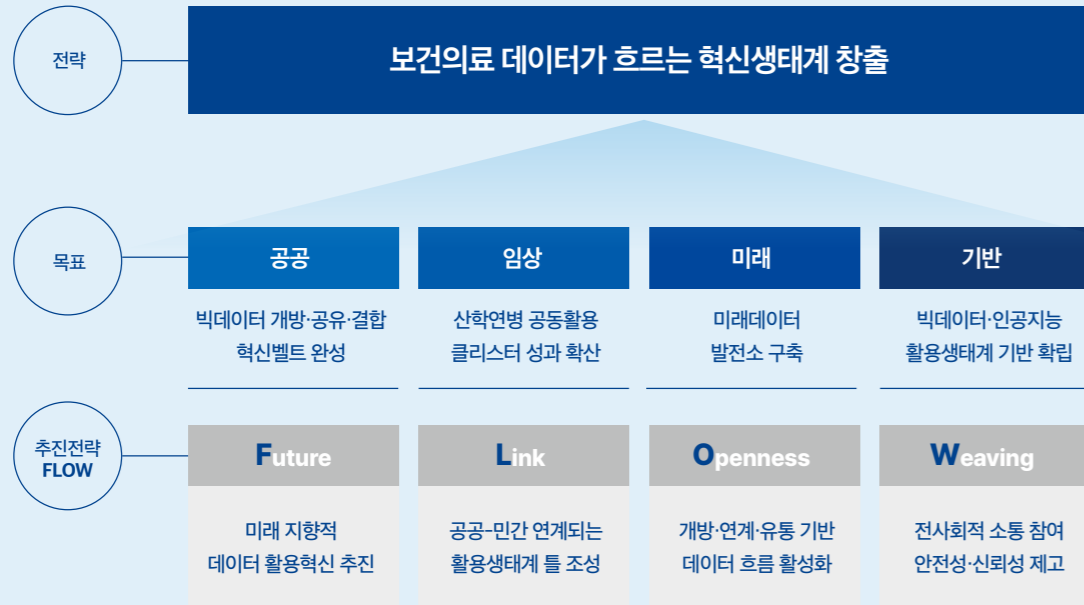 전략
보건의료 데이터가 흐르는 혁신생태계 창출
목표
공공
임상
미래
기반
빅데이터 개방·공유·결합
혁신벨트 완성
산학연병 공동활용
클리스터 성과 확산
미래데이터
발전소 구축
빅데이터·인공지능
활용생태계 기반 확립
추진전략
FLOW
Future
Link
Openness
Weaving
미래 지향적
데이터 활용혁신 추진
공공-민간 연계되는
활용생태계 틀 조성
개방·연계·유통 기반
데이터 흐름 활성화
전사회적 소통 참여
안전성·신뢰성 제고